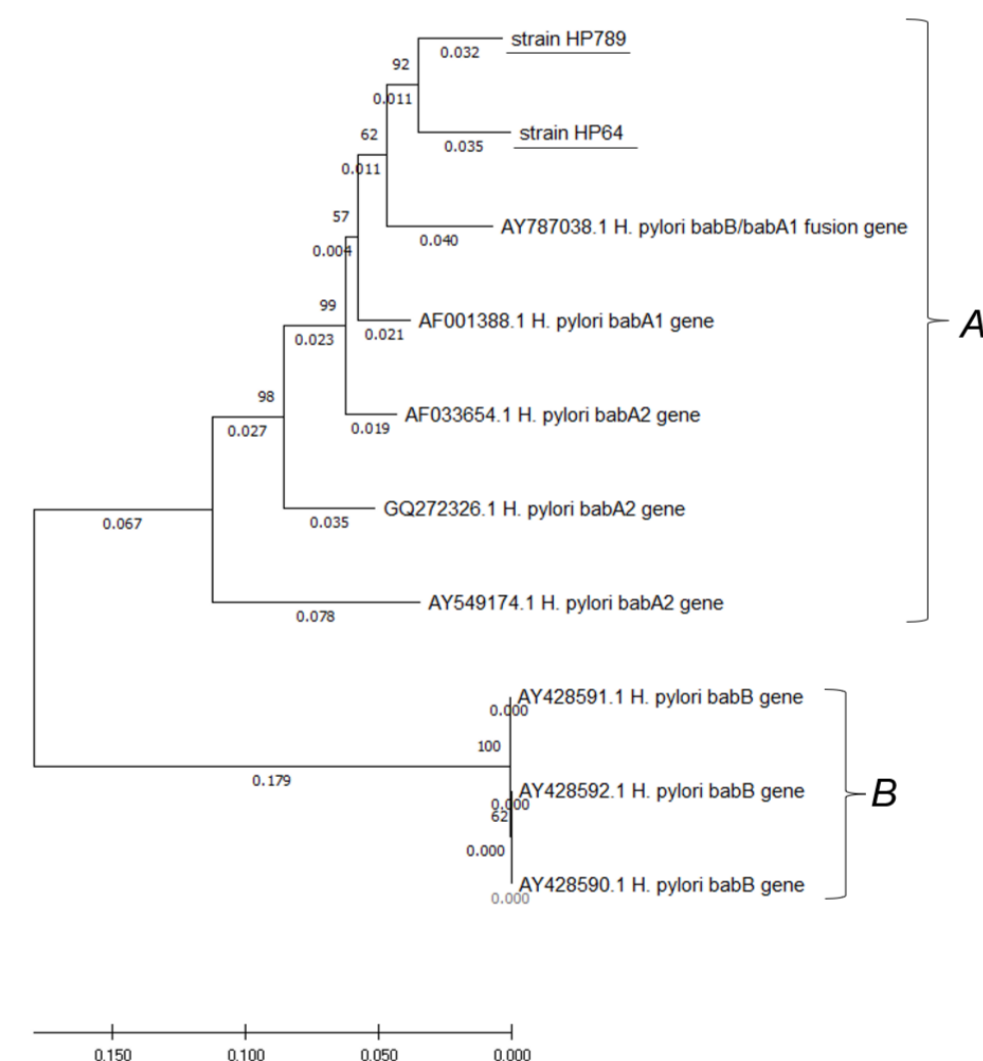 strain HP789
0.032
92
0.011
strain HP64
0.035
62
0.011
AY787038.1 H. pylori babB/babA1 fusion gene
0.040
57
0.004
A
AF001388.1 H. pylori babA1 gene
0.021
99
0.023
AF033654.1 H. pylori babA2 gene
0.019
98
0.027
GQ272326.1 H. pylori babA2 gene
0.035
0.067
AY549174.1 H. pylori babA2 gene
0.078
AY428591.1 H. pylori babB gene
0.000
100
0.179
AY428592.1 H. pylori babB gene
B
0.000
62
0.000
AY428590.1 H. pylori babB gene
0.000
0.150 0.100 0.050 0.000